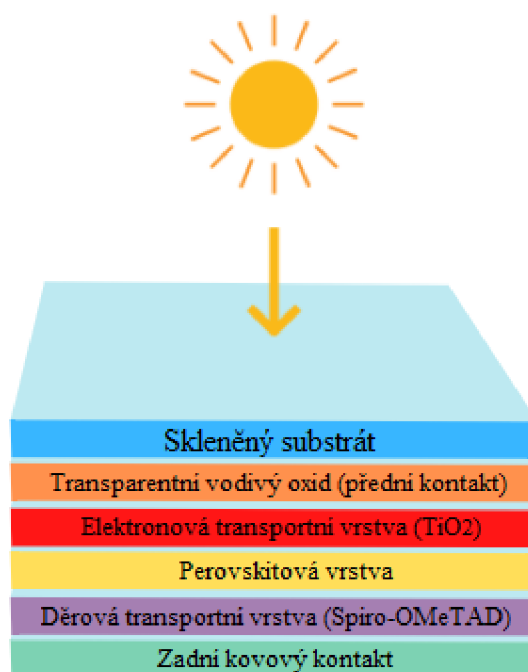 Skleněný substrát
Transparentní vodivý oxid (přední kontakt)
Elektronová transportní vrstva (TiO2)
Perovskitová vrstva
Děrová transportní vrstva (Spiro-OMeTAD)
Zadní kovový kontakt